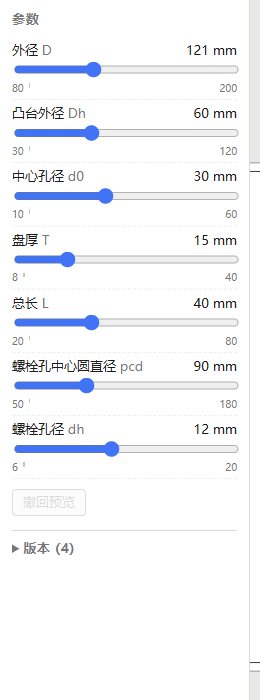 参数
外径 D 121 mm
80 200
凸台外径 Dh 60 mm
30 120
中心孔径 d0 30 mm
10 60
盘厚 T 15 mm
8 40
总长 L 40 mm
20 80
螺栓孔中心圆直径 pcd 90 mm
50 180
螺栓孔径 dh 12 mm
6 20
撤回预览
版本 (4)